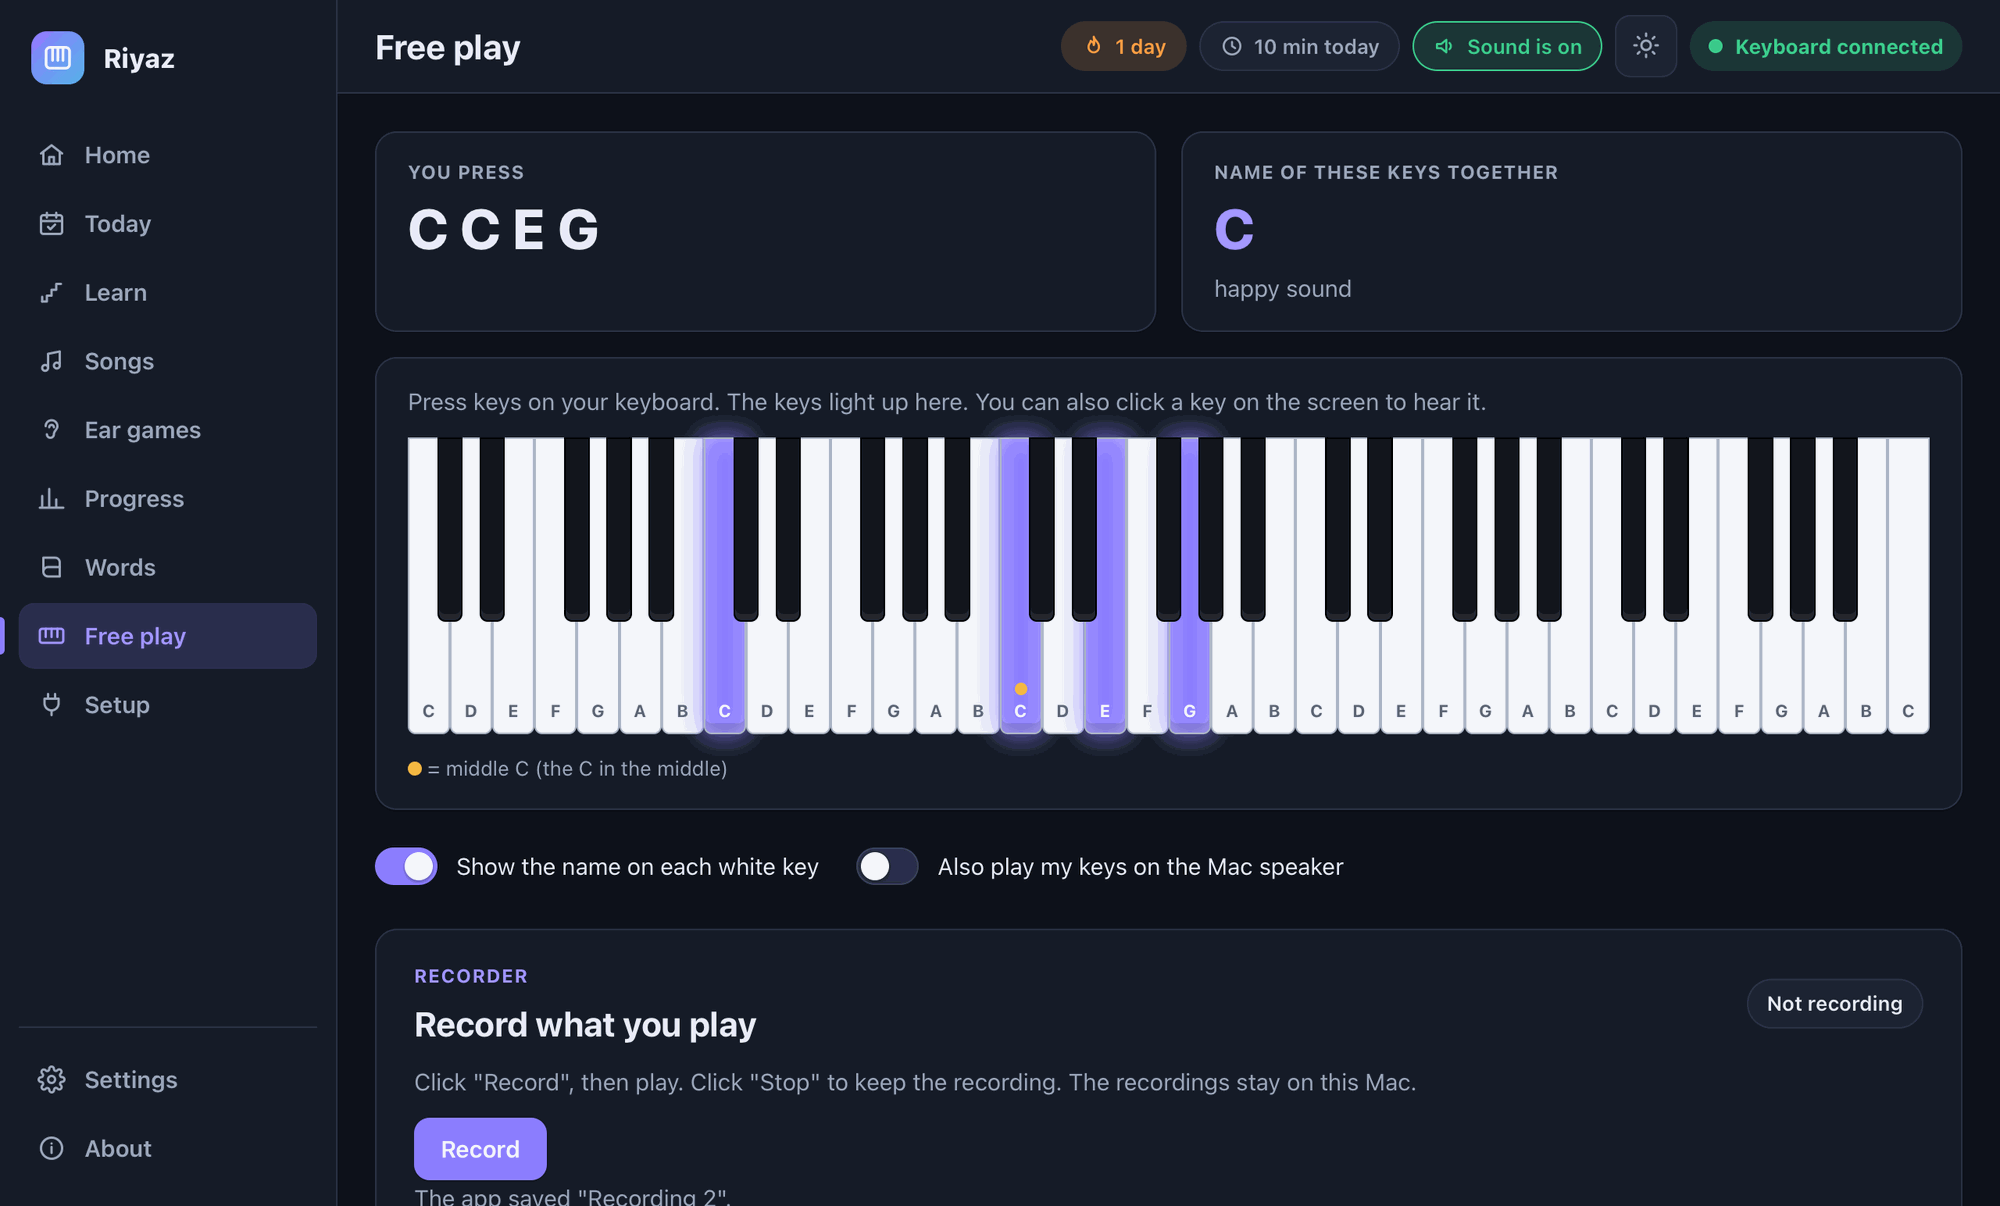 Riyaz
Home
Today
Learn
Songs
Ear games
Progress
Words
Free play
Setup
Settings
About
Free play
1 day
10 min today
Sound is on
Keyboard connected
YOU PRESS
C C E G
NAME OF THESE KEYS TOGETHER
C
happy sound
Press keys on your keyboard. The keys light up here. You can also click a key on the screen to hear it.
C D E F G A B C D E F G A B C D E F G A B C D E F G A B C D E F G A B C
= middle C (the C in the middle)
Show the name on each white key
Also play my keys on the Mac speaker
RECORDER
Record what you play
Not recording
Click "Record", then play. Click "Stop" to keep the recording. The recordings stay on this Mac.
Record
The app saved "Recording 2".